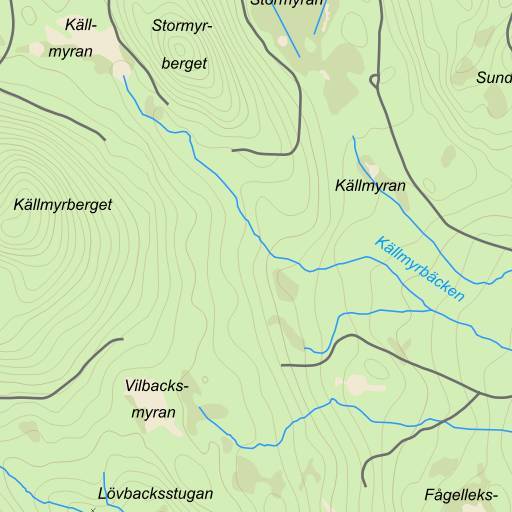 Stormyran
Käll-
myran
Stormyr-
berget
Sund
Källmyran
Källmyrberget
Källmyrbäcken
Vilbacks-
myran
Lövbacksstugan
Fågelleks-